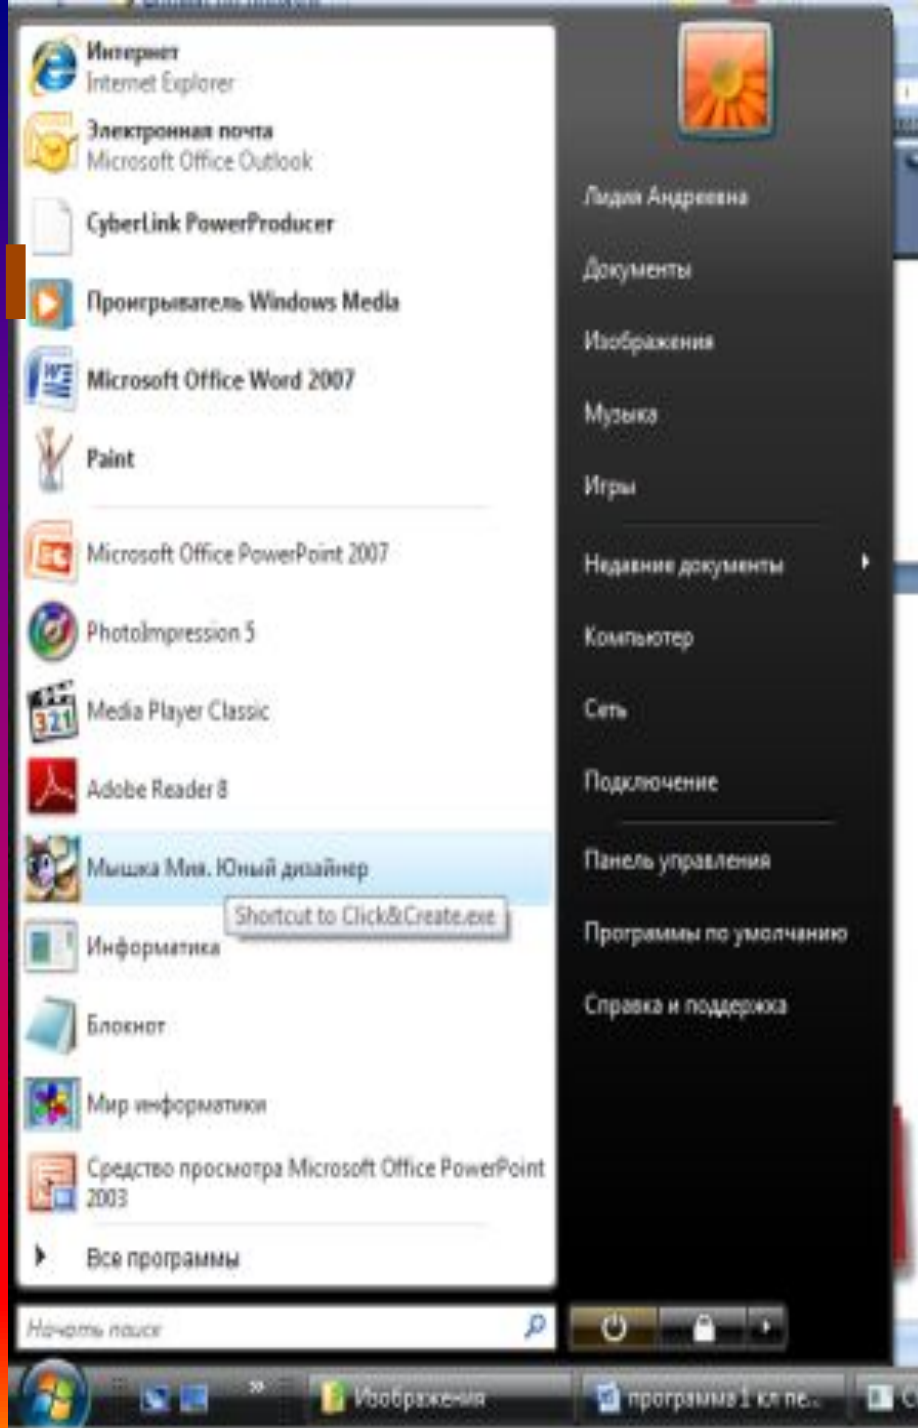 Интернет
Internet Explorer
Электронная почта
Microsoft Office Outlook
CyberLink PowerProducer
Проигрыватель Windows Media
Microsoft Office Word 2007
Paint
Microsoft Office PowerPoint 2007
PhotoImpression 5
Media Player Classic
321
Adobe Reader 8
Мышка Мия. Юный дизайнер
Shortcut to Click&Create.exe
Информатика
Блокнот
Мир информатики
Средство просмотра Microsoft Office PowerPoint
2003
Все программы
Начать поиск
Лидия Андреевна
Документы
Изображения
Музыка
Игры
Недавние документы
Компьютер
Сеть
Подключение
Панель управления
Программы по умолчанию
Справка и поддержка
Изображения
программа 1 кл пе...